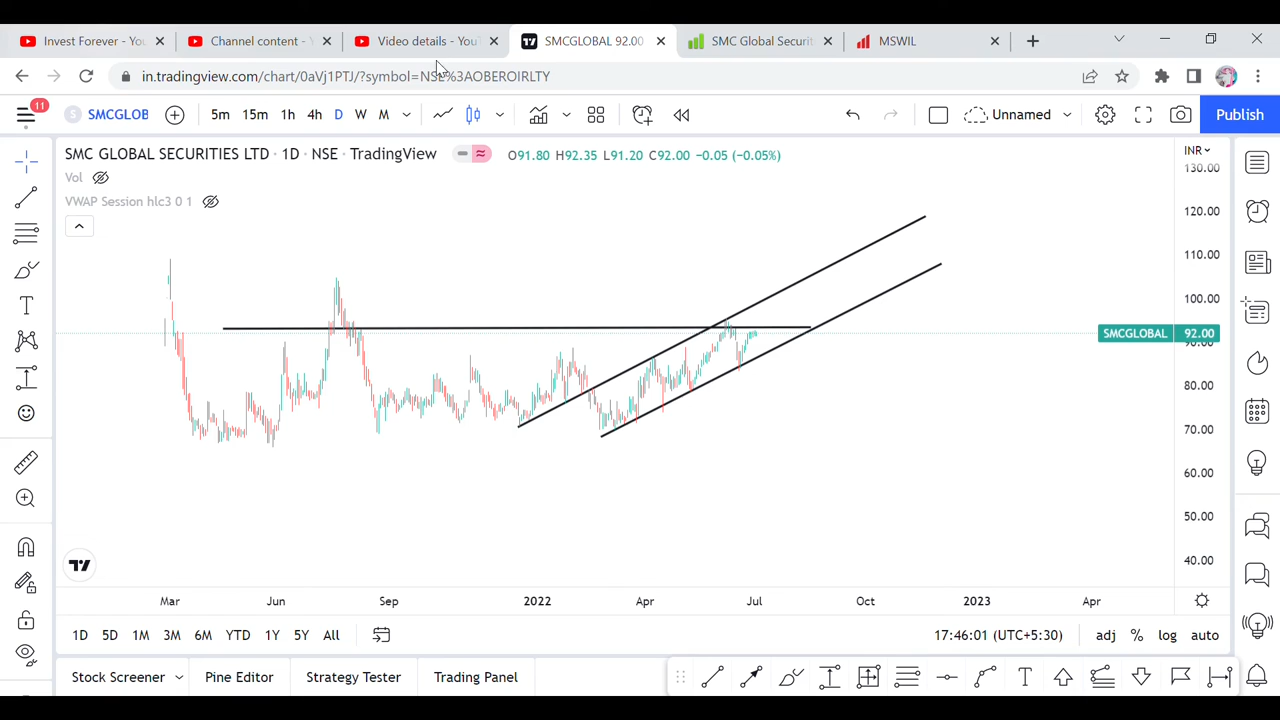 Invest Forever - You
Channel content - Y
Video details - YouT
SMCGLOBAL 92.00
SMC Global Securiti
MSWIL
in.tradingview.com/chart/0aVj1PTJ/?symbol=NSE%3AOBEROIRLTY
11
S
SMCGLOB
5m 15m 1h 4h D W M
Unnamed
Publish
SMC GLOBAL SECURITIES LTD · 1D · NSE · TradingView
O91.80 H92.35 L91.20 C92.00 −0.05 (−0.05%)
INR
Vol
VWAP Session hlc3 0 1
130.00
120.00
110.00
100.00
SMCGLOBAL 92.00
90.00
80.00
70.00
60.00
50.00
40.00
Mar Jun Sep 2022 Apr Jul Oct 2023 Apr
1D 5D 1M 3M 6M YTD 1Y 5Y All
17:46:01 (UTC+5:30) adj % log auto
Stock Screener Pine Editor Strategy Tester Trading Panel